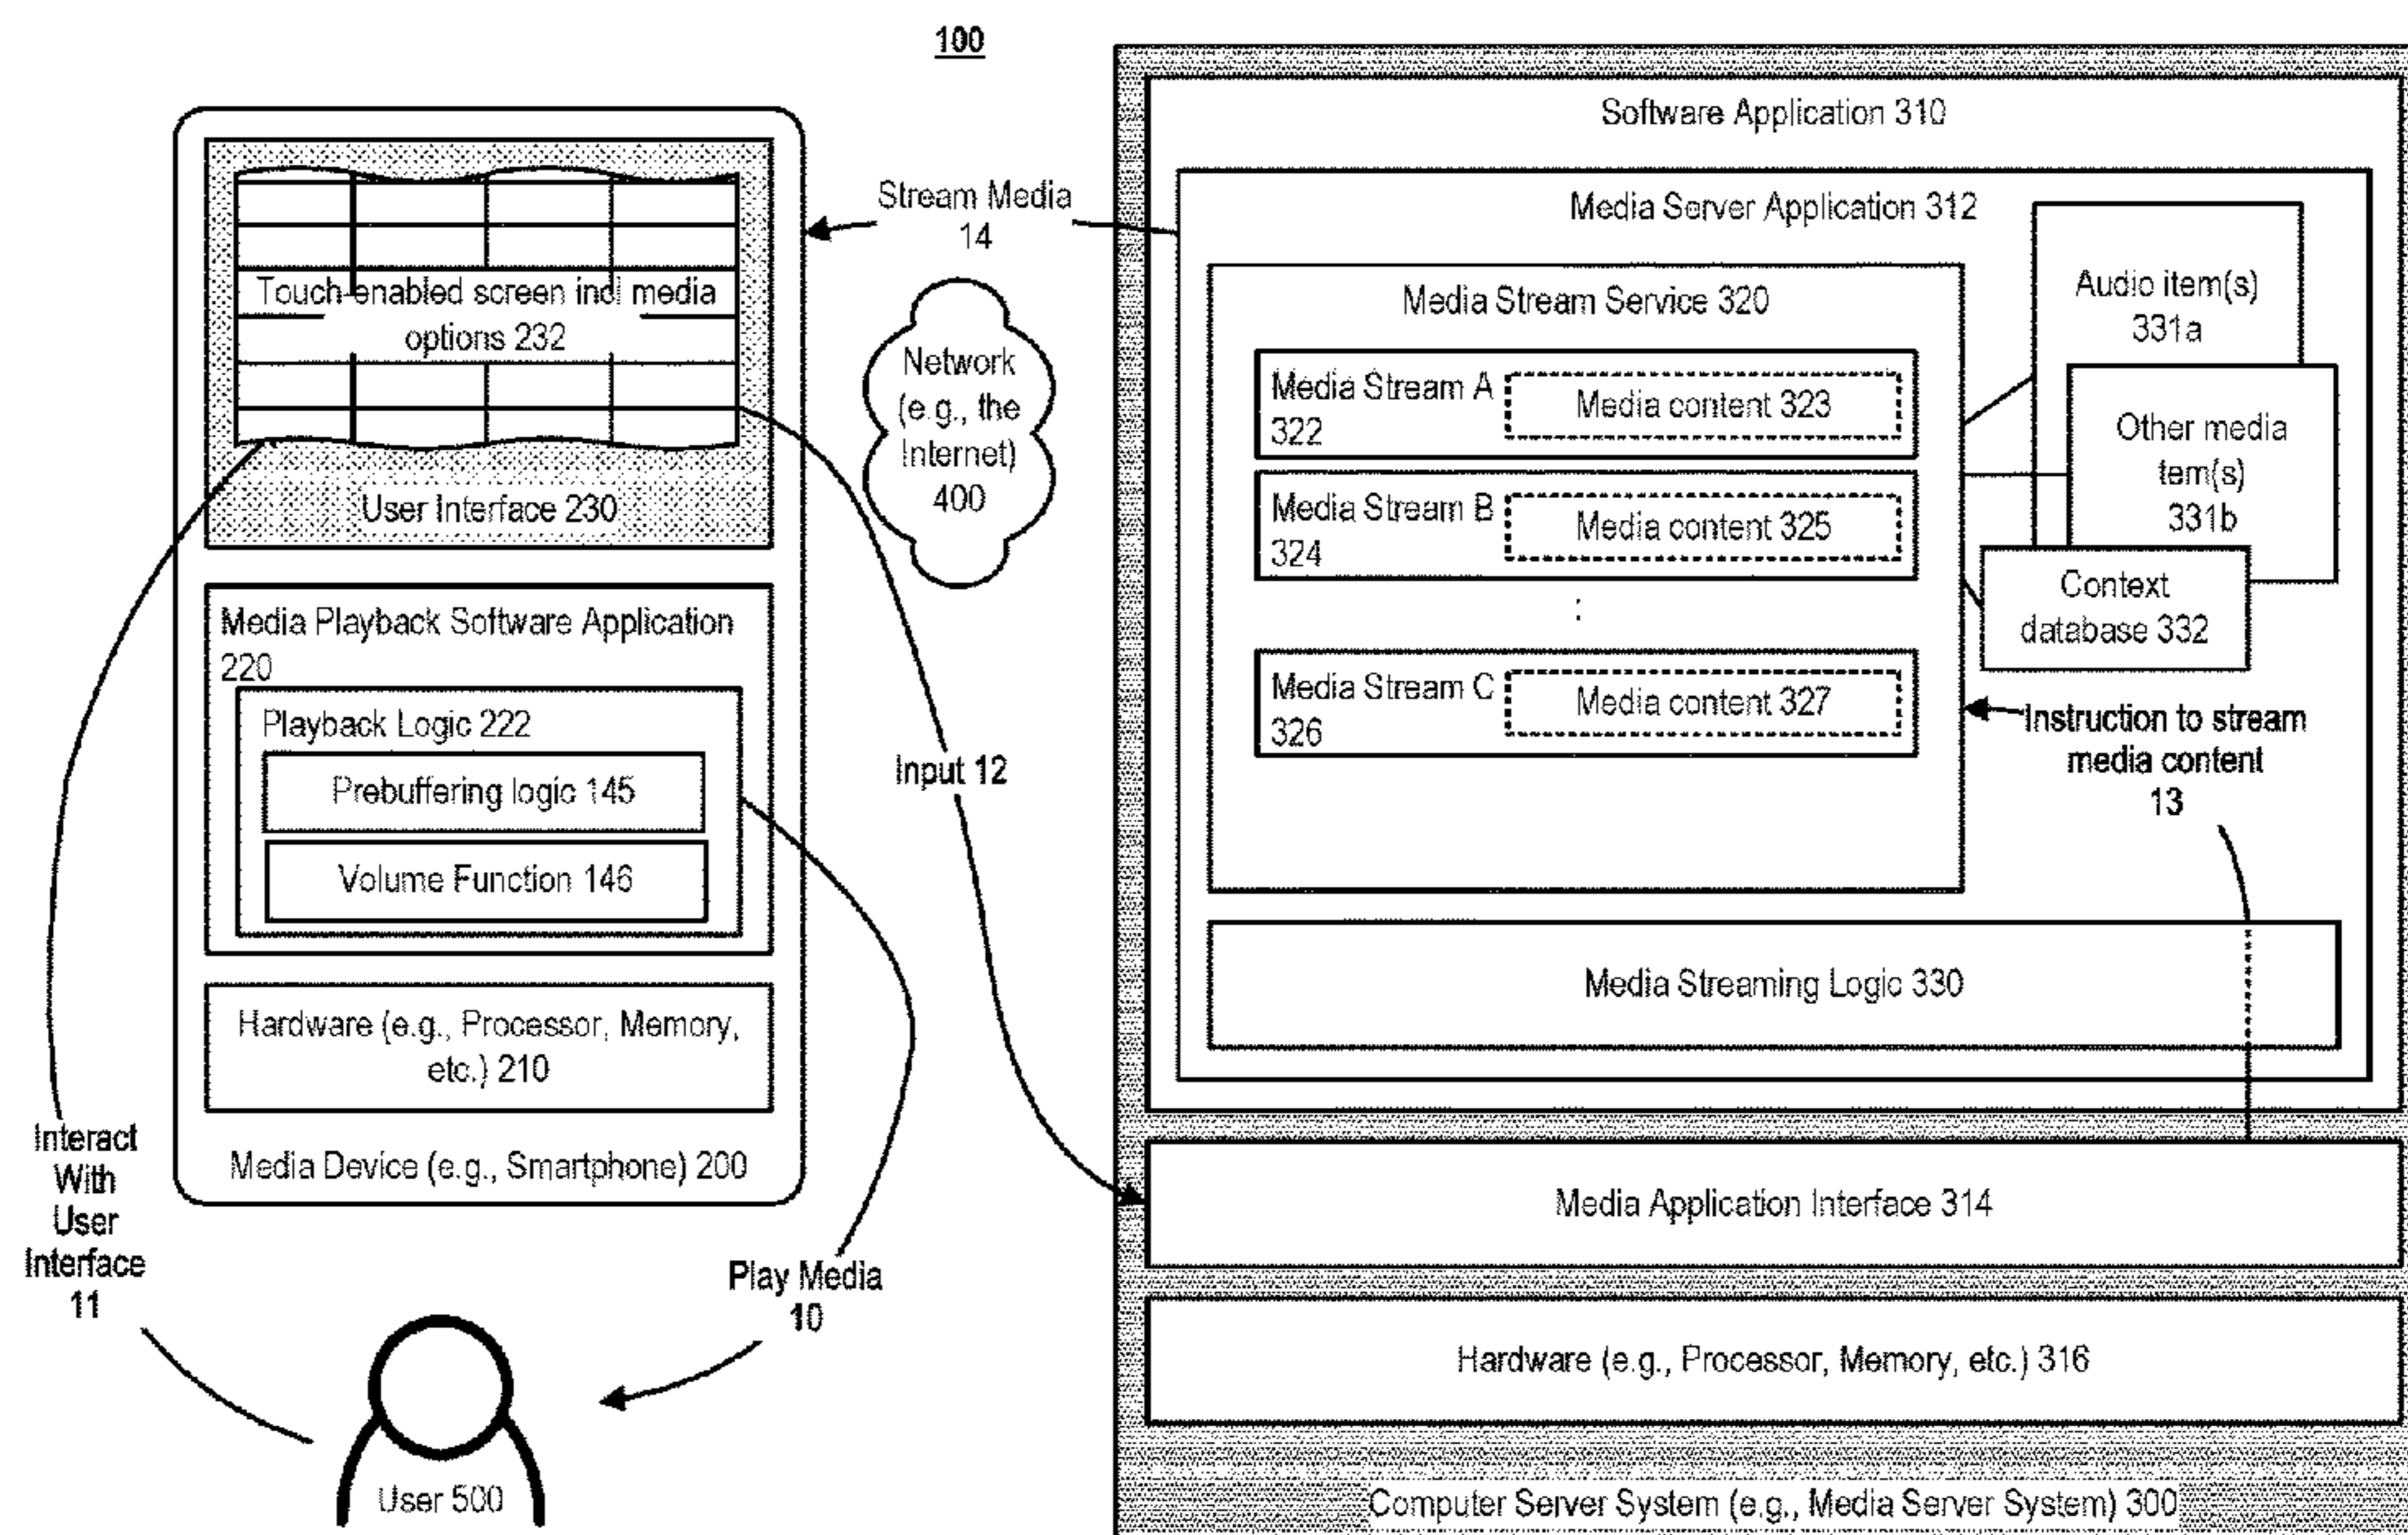 100
Touch-enabled screen incl media
options 232
User Interface 230
Media Playback Software Application
220
Playback Logic 222
Prebuffering logic 145
Volume Function 146
Hardware (e.g., Processor, Memory,
etc.) 210
Media Device (e.g., Smartphone) 200
Interact
With
User
Interface
11
User 500
Play Media
10
Stream Media
14
Network
(e.g., the
Internet)
400
Input 12
Software Application 310
Media Server Application 312
Media Stream Service 320
Media Stream A
322
Media content 323
Media Stream B
324
Media content 325
:
Media Stream C
326
Media content 327
Audio item(s)
331a
Other media
tem(s)
331b
Context
database 332
Instruction to stream
media content
13
Media Streaming Logic 330
Media Application Interface 314
Hardware (e.g., Processor, Memory, etc.) 316
Computer Server System (e.g., Media Server System) 300